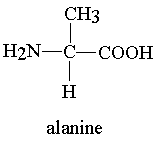 CH3
H2N—C—COOH
H
alanine